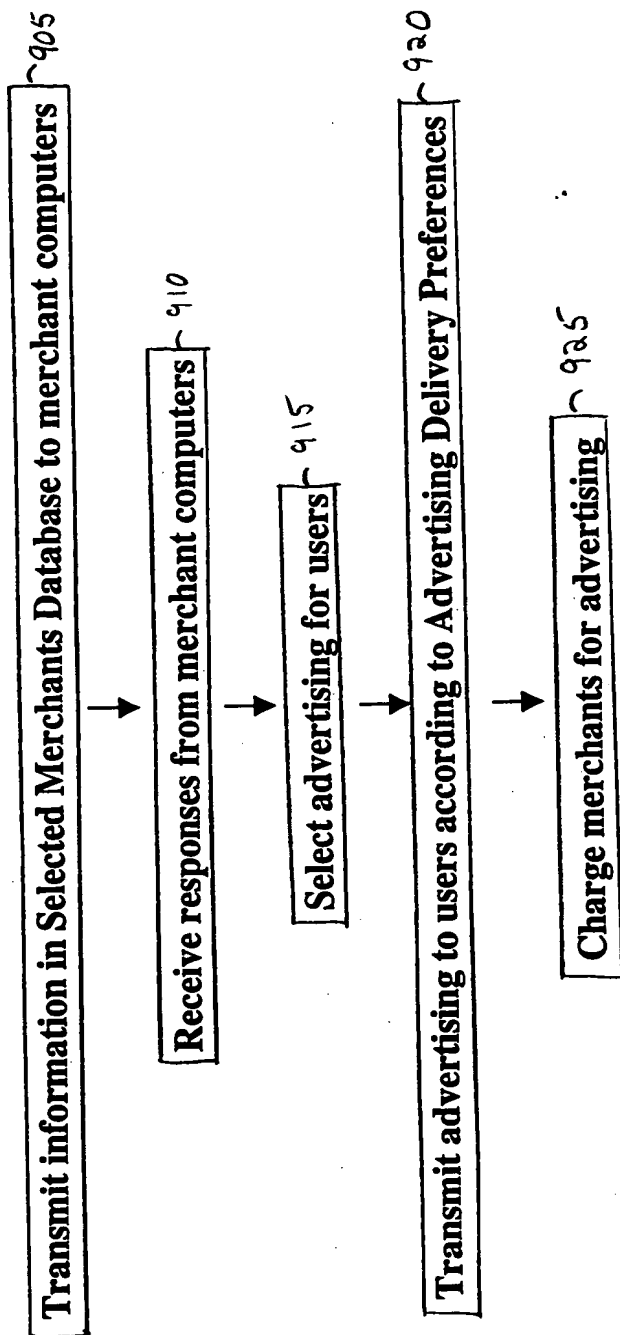 Transmit information in Selected Merchants Database to merchant computers 905
Receive responses from merchant computers 910
Select advertising for users 915
Transmit advertising to users according to Advertising Delivery Preferences 920
Charge merchants for advertising 925